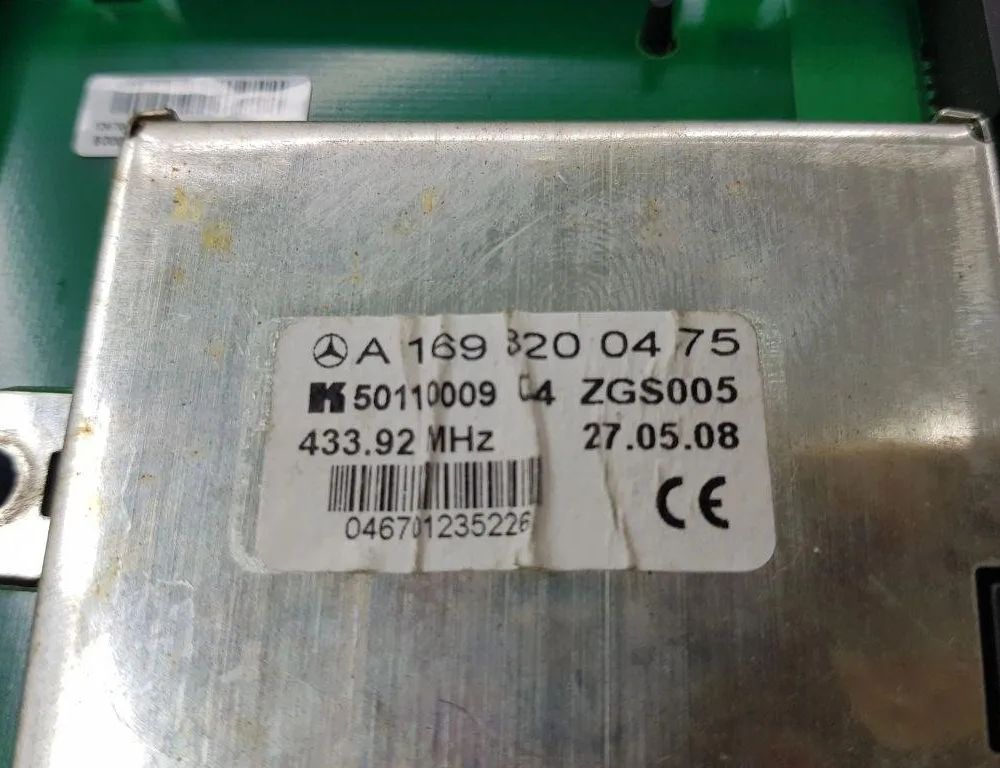 A 169 820 04 75
K 50110009 04 ZGS005
433.92 MHz 27.05.08
CE
046701235226